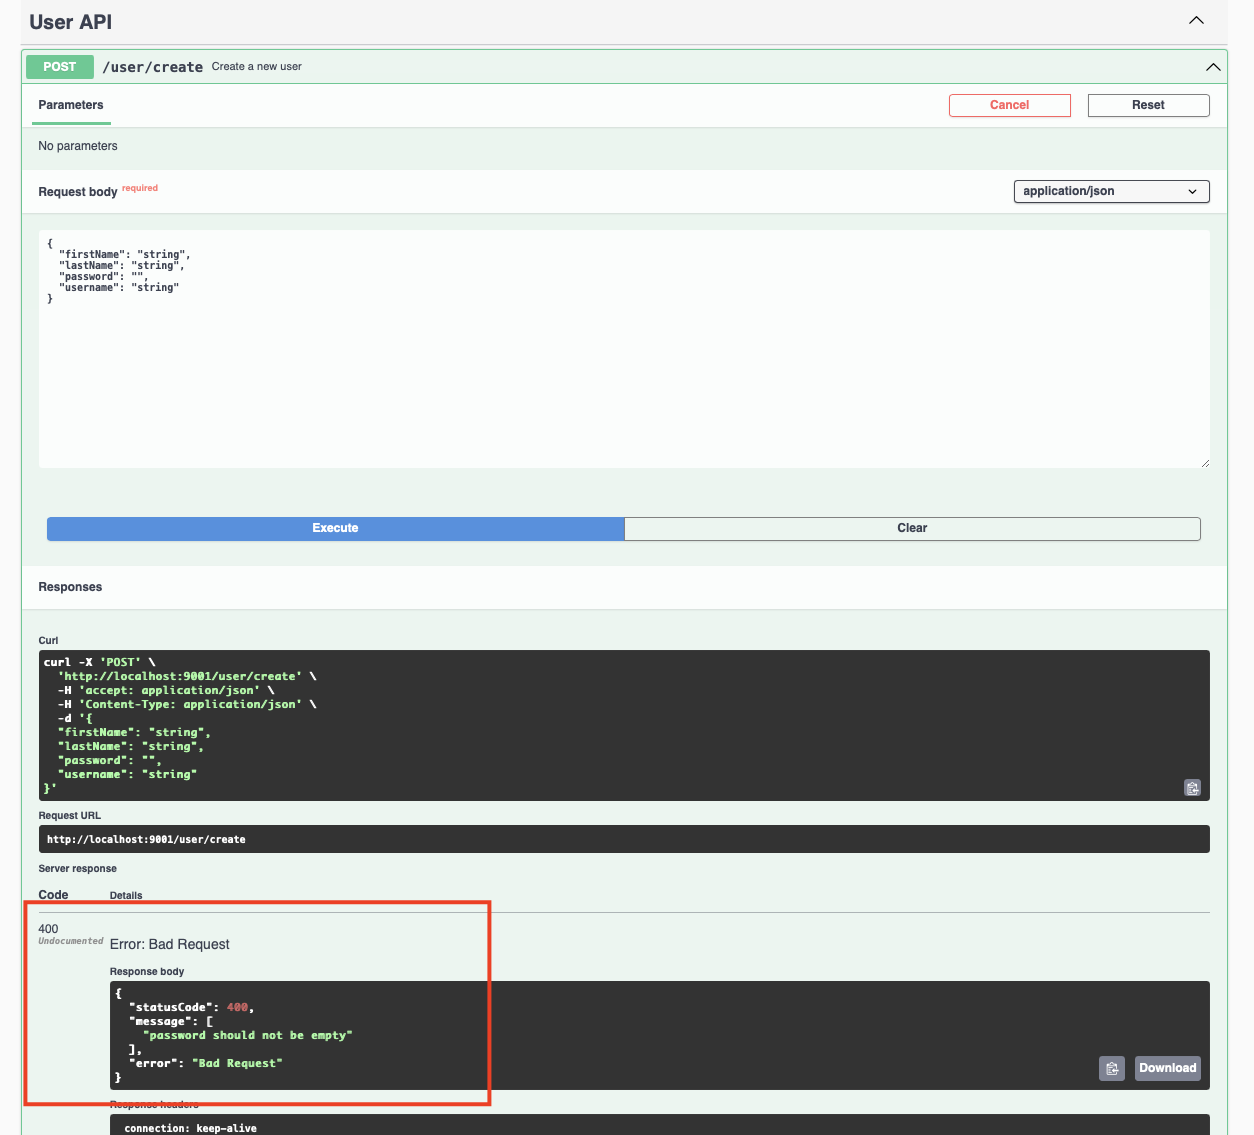 User API
POST /user/create Create a new user
Parameters
Cancel
Reset
No parameters
Request body required
application/json
{
  "firstName": "string",
  "lastName": "string",
  "password": "",
  "username": "string"
}
Execute
Clear
Responses
Curl
curl -X 'POST' \
  'http://localhost:9001/user/create' \
  -H 'accept: application/json' \
  -H 'Content-Type: application/json' \
  -d '{
  "firstName": "string",
  "lastName": "string",
  "password": "",
  "username": "string"
}'
Request URL
http://localhost:9001/user/create
Server response
Code Details
400
Undocumented
Error: Bad Request
Response body
{
  "statusCode": 400,
  "message": [
    "password should not be empty"
  ],
  "error": "Bad Request"
}
Download
Response headers
connection: keep-alive